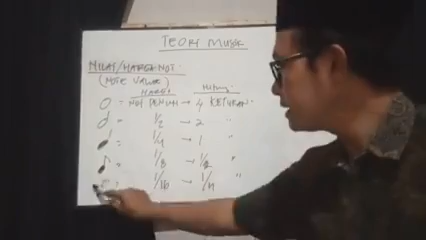 TEORI MUSIK
NILAI/HARGA NOT.
(NOTE VALUE)
HARGA
= NOT PENUH → 4 KETUKAN
= 1/2 → 2 "
= 1/4 → 1 "
= 1/8 → 1/2 "
= 1/16 → 1/4 "